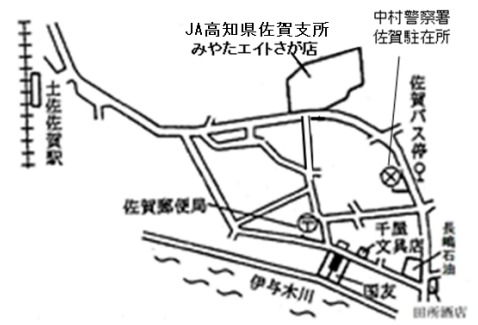 JA高知県佐賀支所
みやたエイトさが店
中村警察署
佐賀駐在所
土佐佐賀駅
佐賀バス停
佐賀郵便局
千屋
文具店
長嶋石油
伊与木川
国友
田所酒店